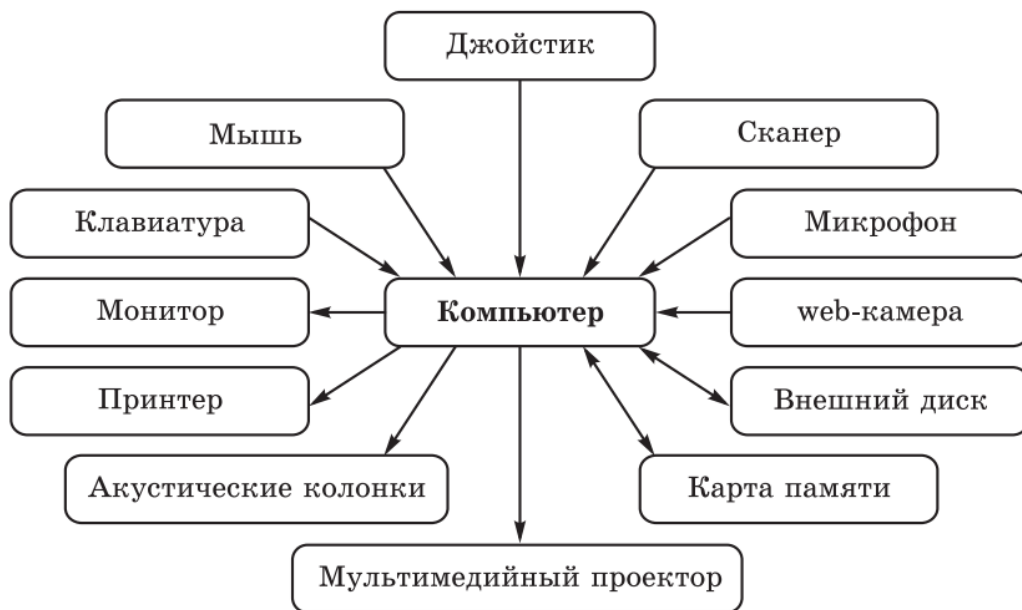 Джойстик
Мышь
Сканер
Клавиатура
Микрофон
Монитор
Компьютер
web-камера
Принтер
Внешний диск
Акустические колонки
Карта памяти
Мультимедийный проектор